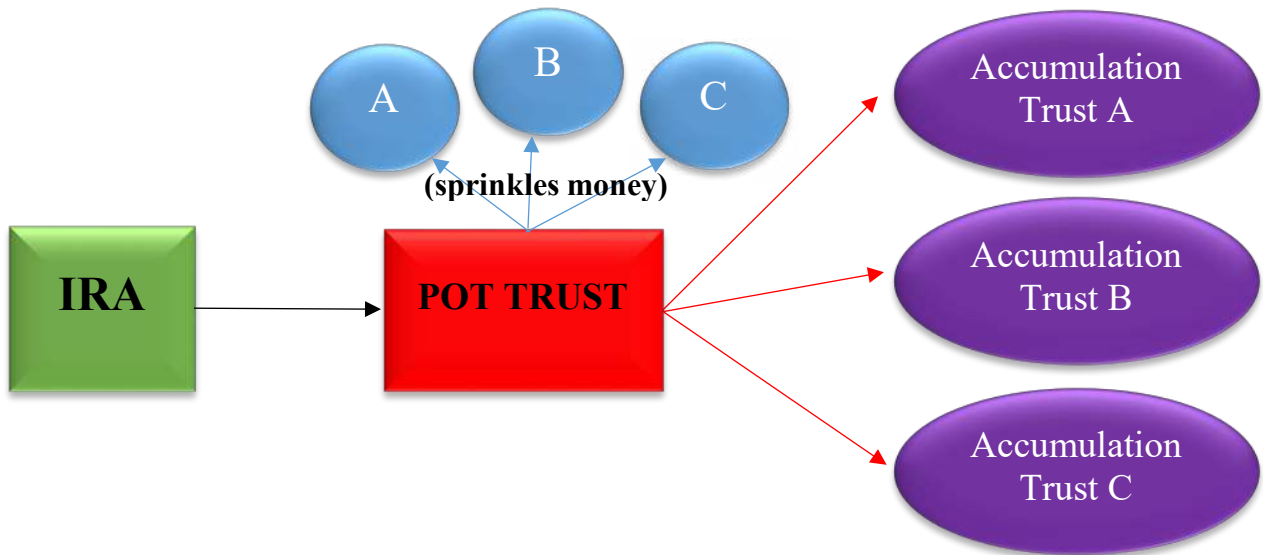 A
B
C
(sprinkles money)
IRA
POT TRUST
Accumulation
Trust A
Accumulation
Trust B
Accumulation
Trust C